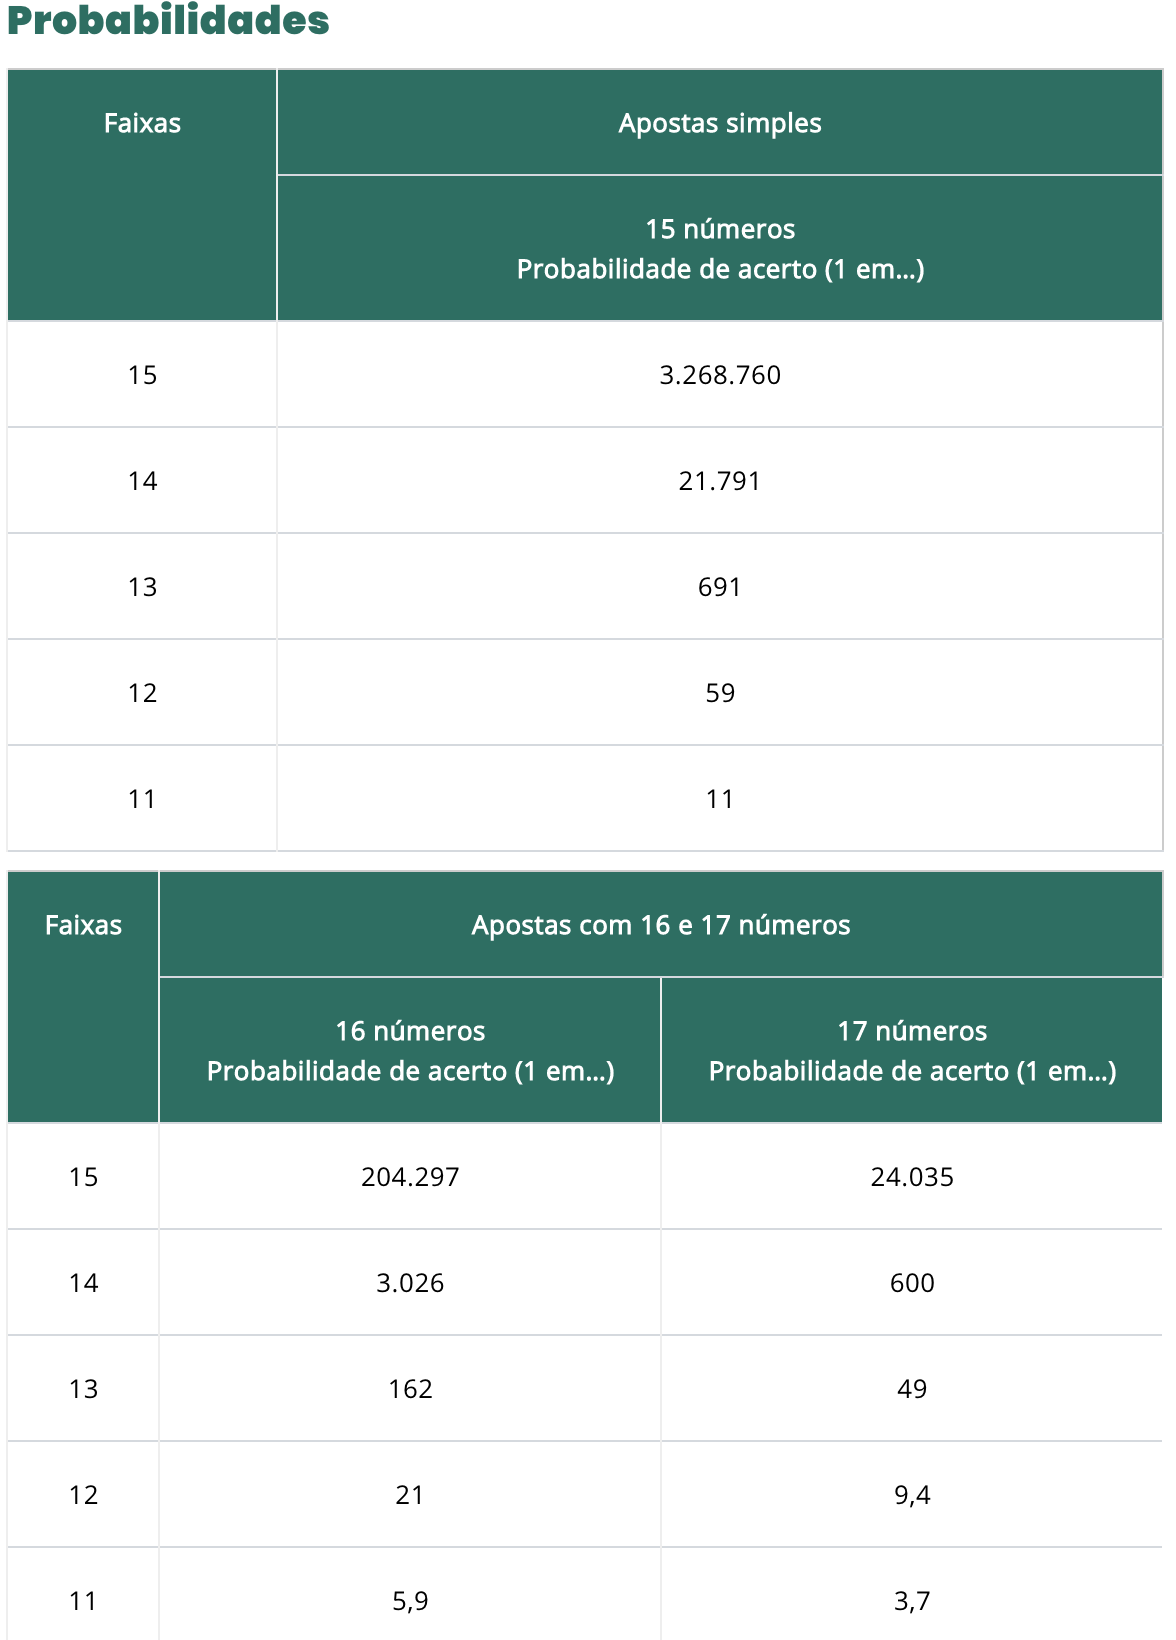 Probabilidades
Faixas
Apostas simples
15 números
Probabilidade de acerto (1 em...)
15 3.268.760
14 21.791
13 691
12 59
11 11
Faixas
Apostas com 16 e 17 números
16 números
Probabilidade de acerto (1 em...)
17 números
Probabilidade de acerto (1 em...)
15 204.297 24.035
14 3.026 600
13 162 49
12 21 9,4
11 5,9 3,7